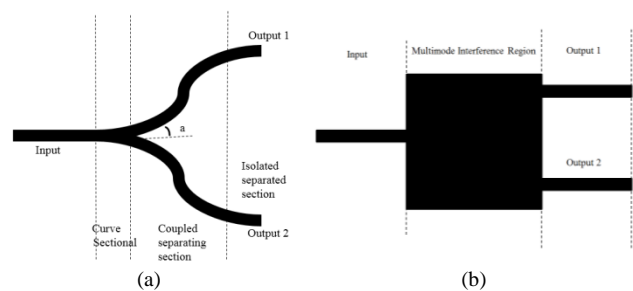 Output 1
a
Input
Isolated
separated
section
Curve
Sectional
Coupled
separating
section
Output 2
(a)
Input
Multimode Interference Region
Output 1
Output 2
(b)